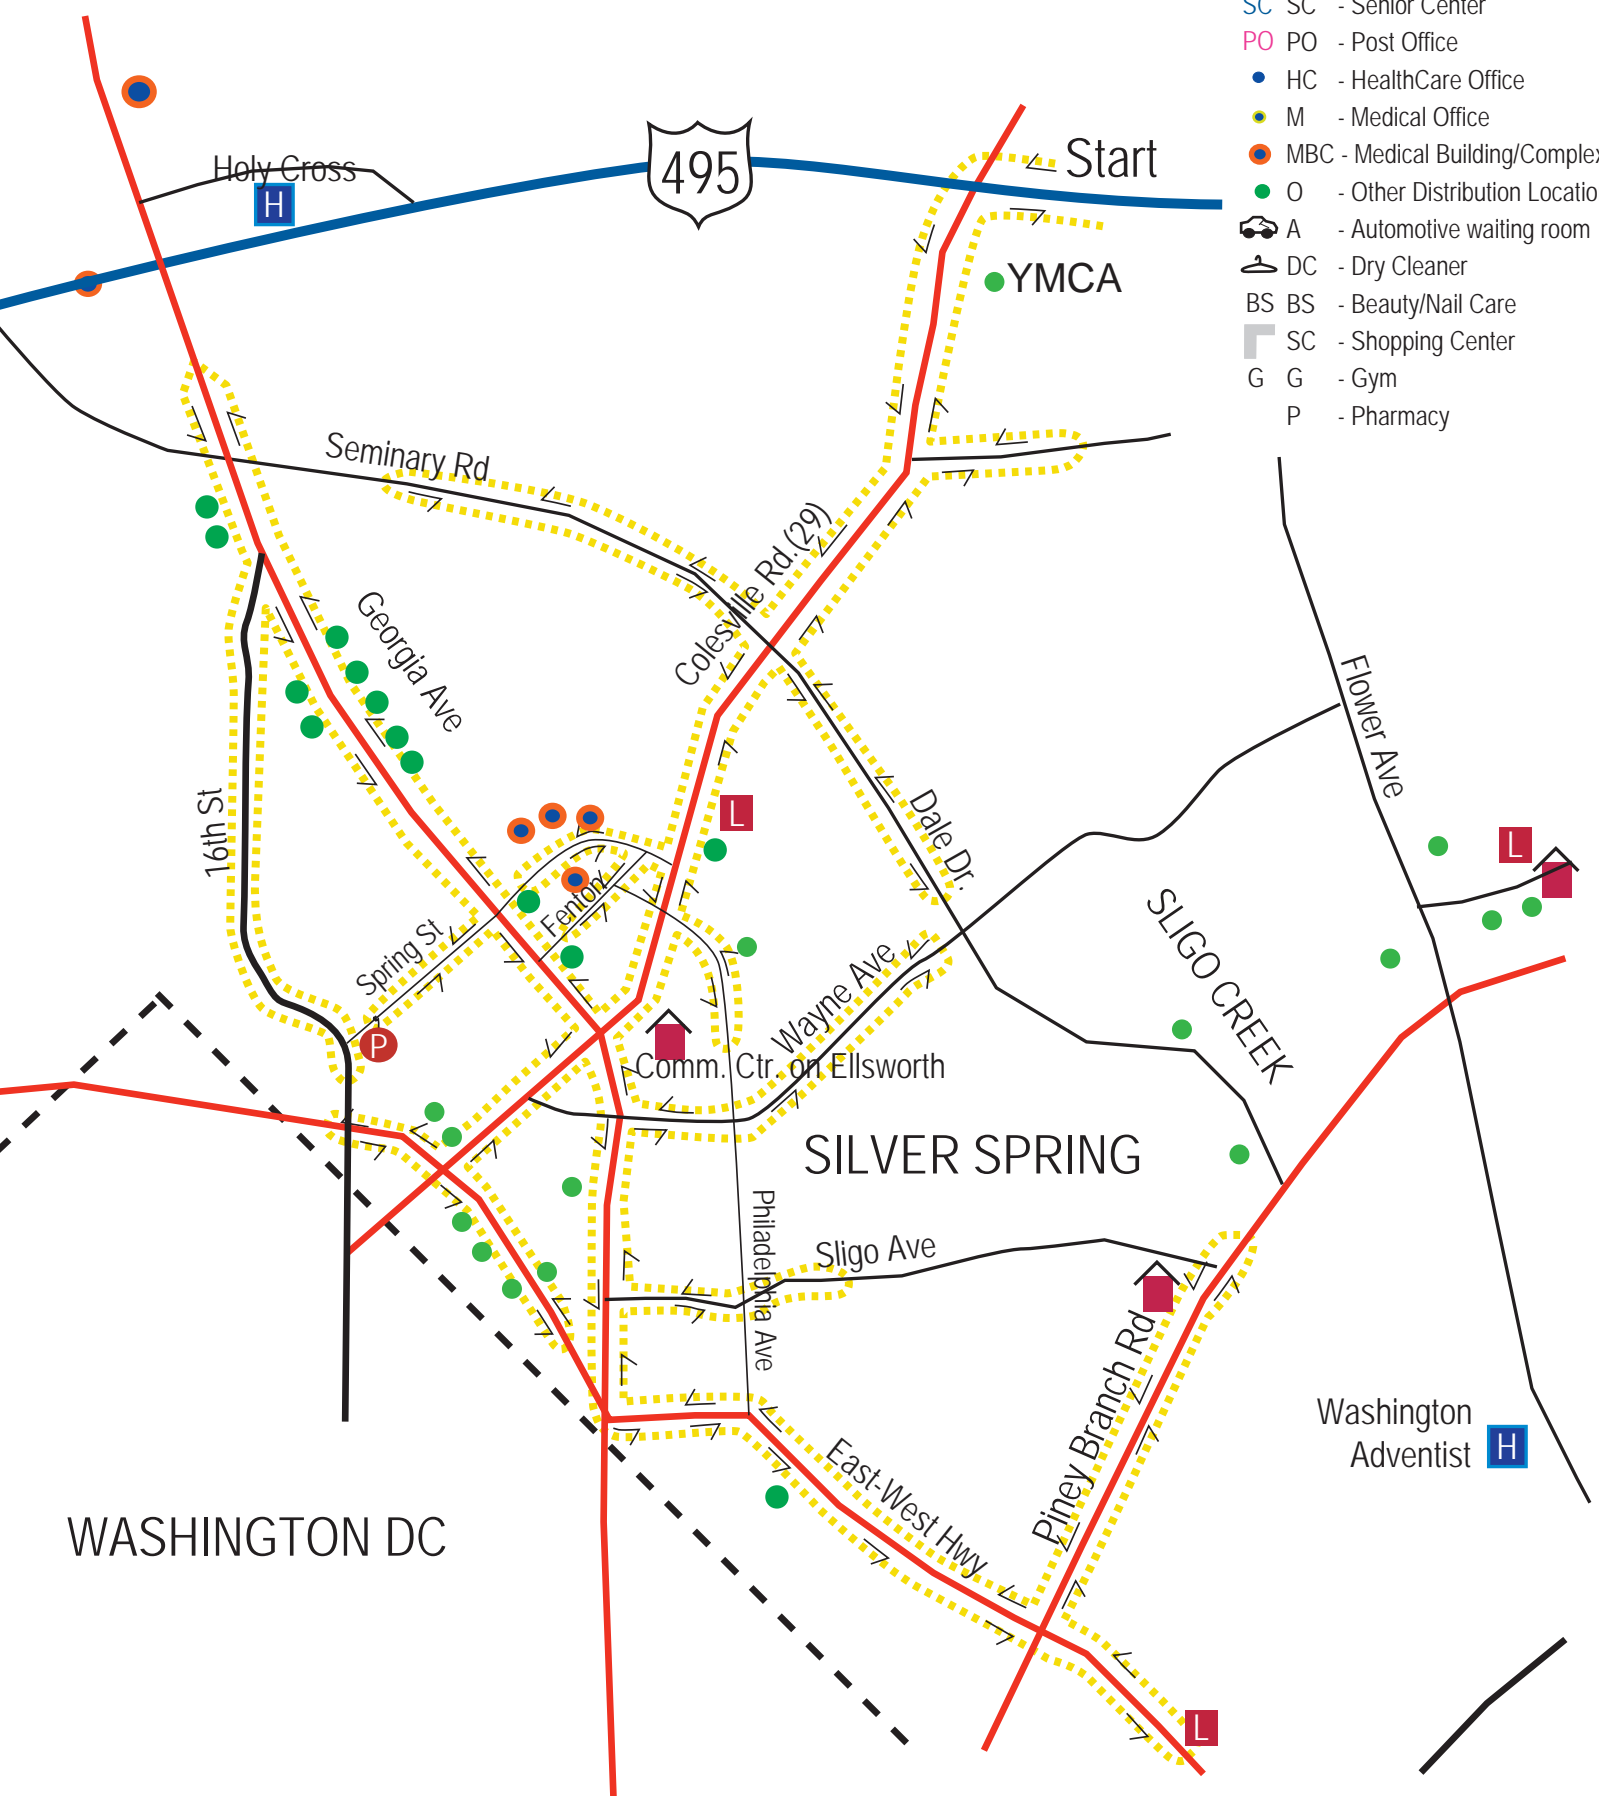 SC SC - Senior Center
PO PO - Post Office
HC - HealthCare Office
M - Medical Office
MBC - Medical Building/Complex
O - Other Distribution Locatio
A - Automotive waiting room
DC - Dry Cleaner
BS BS - Beauty/Nail Care
SC - Shopping Center
G G - Gym
P - Pharmacy
Start
495
Holy Cross
H
YMCA
Seminary Rd
Colesville Rd.(29)
Georgia Ave
Flower Ave
16th St
L
Dale Dr.
L
Fenton
Spring St
SLIGO CREEK
Wayne Ave
P
Comm. Ctr. on Ellsworth
SILVER SPRING
Philadelphia Ave
Sligo Ave
Piney Branch Rd
Washington
Adventist
H
East-West Hwy
WASHINGTON DC
L